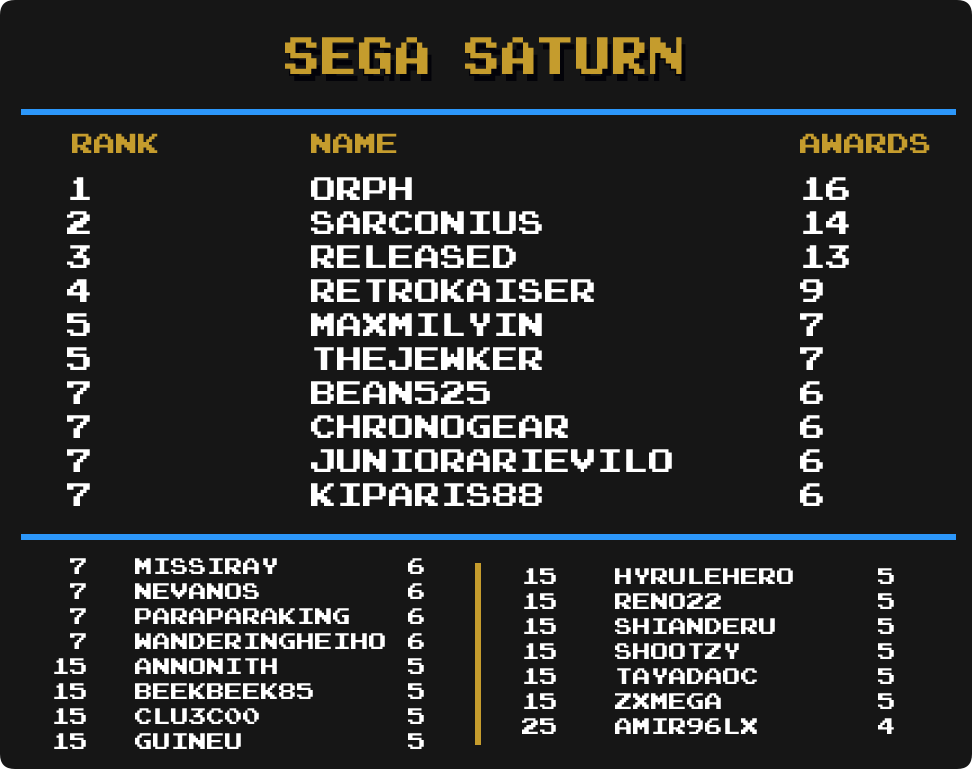 SEGA SATURN
RANK NAME AWARDS
1 ORPH 16
2 SARCONIUS 14
3 RELEASED 13
4 RETROKAISER 9
5 MAXMILYIN 7
5 THEJEWKER 7
7 BEAN525 6
7 CHRONOGEAR 6
7 JUNIORARIEVILO 6
7 KIPARIS88 6
7 MISSIRAY 6
7 NEVANOS 6
7 PARAPARAKING 6
7 WANDERINGHEIHO 6
15 ANNONITH 5
15 BEEKBEEK85 5
15 CLU3C00 5
15 GUINEU 5
15 HYRULEHERO 5
15 RENO22 5
15 SHIANDERU 5
15 SHOOTZY 5
15 TAYADAOC 5
15 ZXMEGA 5
25 AMIR96LX 4